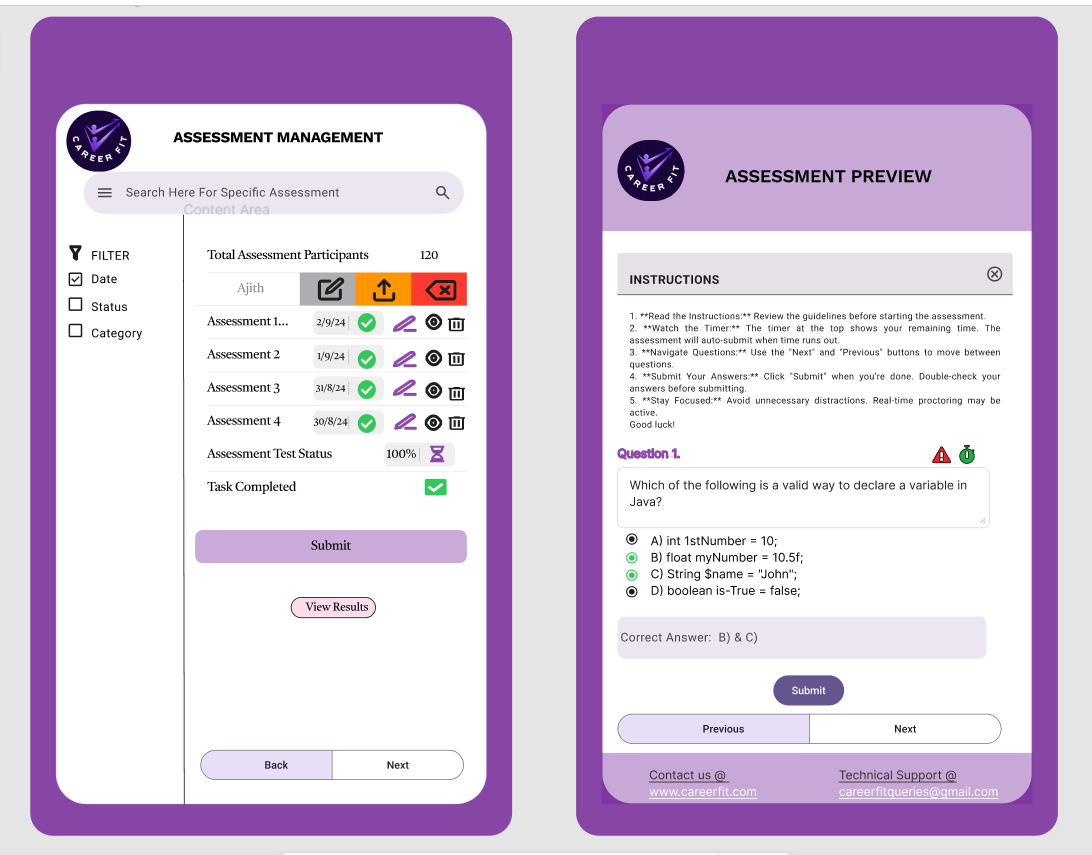 CAREER FIT
ASSESSMENT MANAGEMENT
Search Here For Specific Assessment
Content Area
FILTER
Date
Status
Category
Total Assessment Participants 120
Ajith
Assessment 1... 2/9/24
Assessment 2 1/9/24
Assessment 3 31/8/24
Assessment 4 30/8/24
Assessment Test Status 100%
Task Completed
Submit
View Results
Back Next
CAREER FIT
ASSESSMENT PREVIEW
INSTRUCTIONS
1. **Read the Instructions:** Review the guidelines before starting the assessment.
2. **Watch the Timer:** The timer at the top shows your remaining time. The
assessment will auto-submit when time runs out.
3. **Navigate Questions:** Use the "Next" and "Previous" buttons to move between
questions.
4. **Submit Your Answers:** Click "Submit" when you're done. Double-check your
answers before submitting.
5. **Stay Focused:** Avoid unnecessary distractions. Real-time proctoring may be
active.
Good luck!
Question 1.
Which of the following is a valid way to declare a variable in
Java?
A) int 1stNumber = 10;
B) float myNumber = 10.5f;
C) String $name = "John";
D) boolean is-True = false;
Correct Answer: B) & C)
Submit
Previous Next
Contact us @
www.careerfit.com
Technical Support @
careerfitqueries@gmail.com